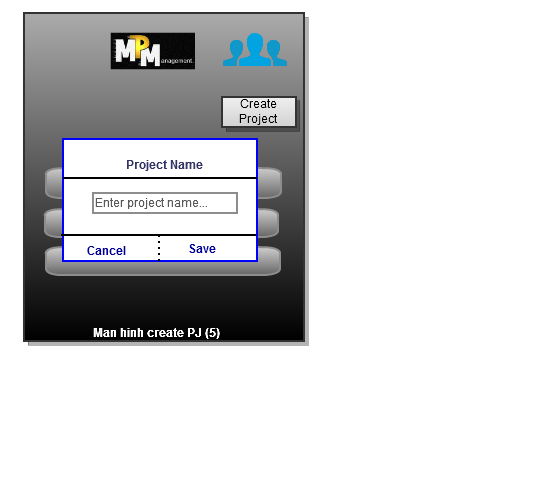 MPM
anagement.
Create
Project
Project Name
Enter project name...
Cancel
Save
Man hinh create PJ (5)